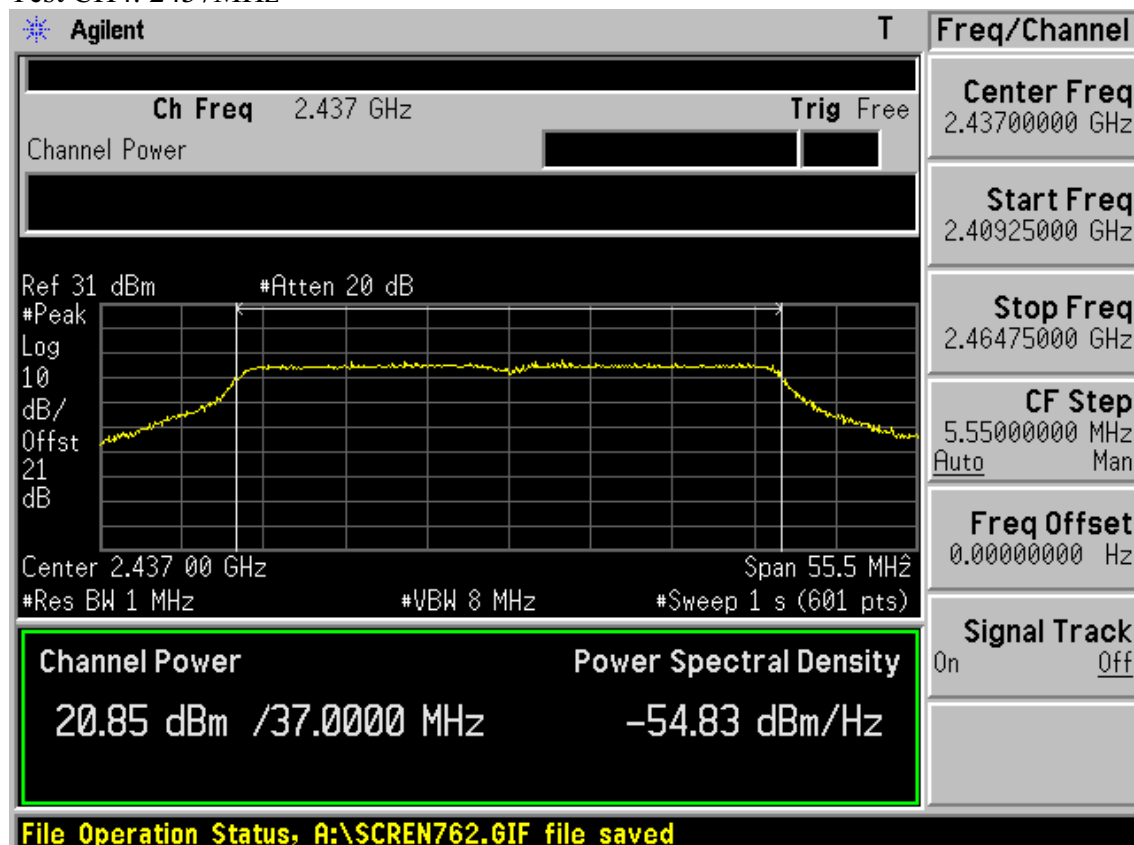 Test CH4: 2437MHz
Agilent T Freq/Channel
Ch Freq 2.437 GHz Trig Free
Channel Power
Center Freq
2.43700000 GHz
Start Freq
2.40925000 GHz
Stop Freq
2.46475000 GHz
CF Step
5.55000000 MHz
Auto Man
Freq Offset
0.00000000 Hz
Signal Track
On Off
Ref 31 dBm #Atten 20 dB
#Peak
Log
10
dB/
Offst
21
dB
Center 2.437 00 GHz Span 55.5 MHz
#Res BW 1 MHz #VBW 8 MHz #Sweep 1 s (601 pts)
Channel Power Power Spectral Density
20.85 dBm /37.0000 MHz -54.83 dBm/Hz
File Operation Status, A:\SCREN762.GIF file saved